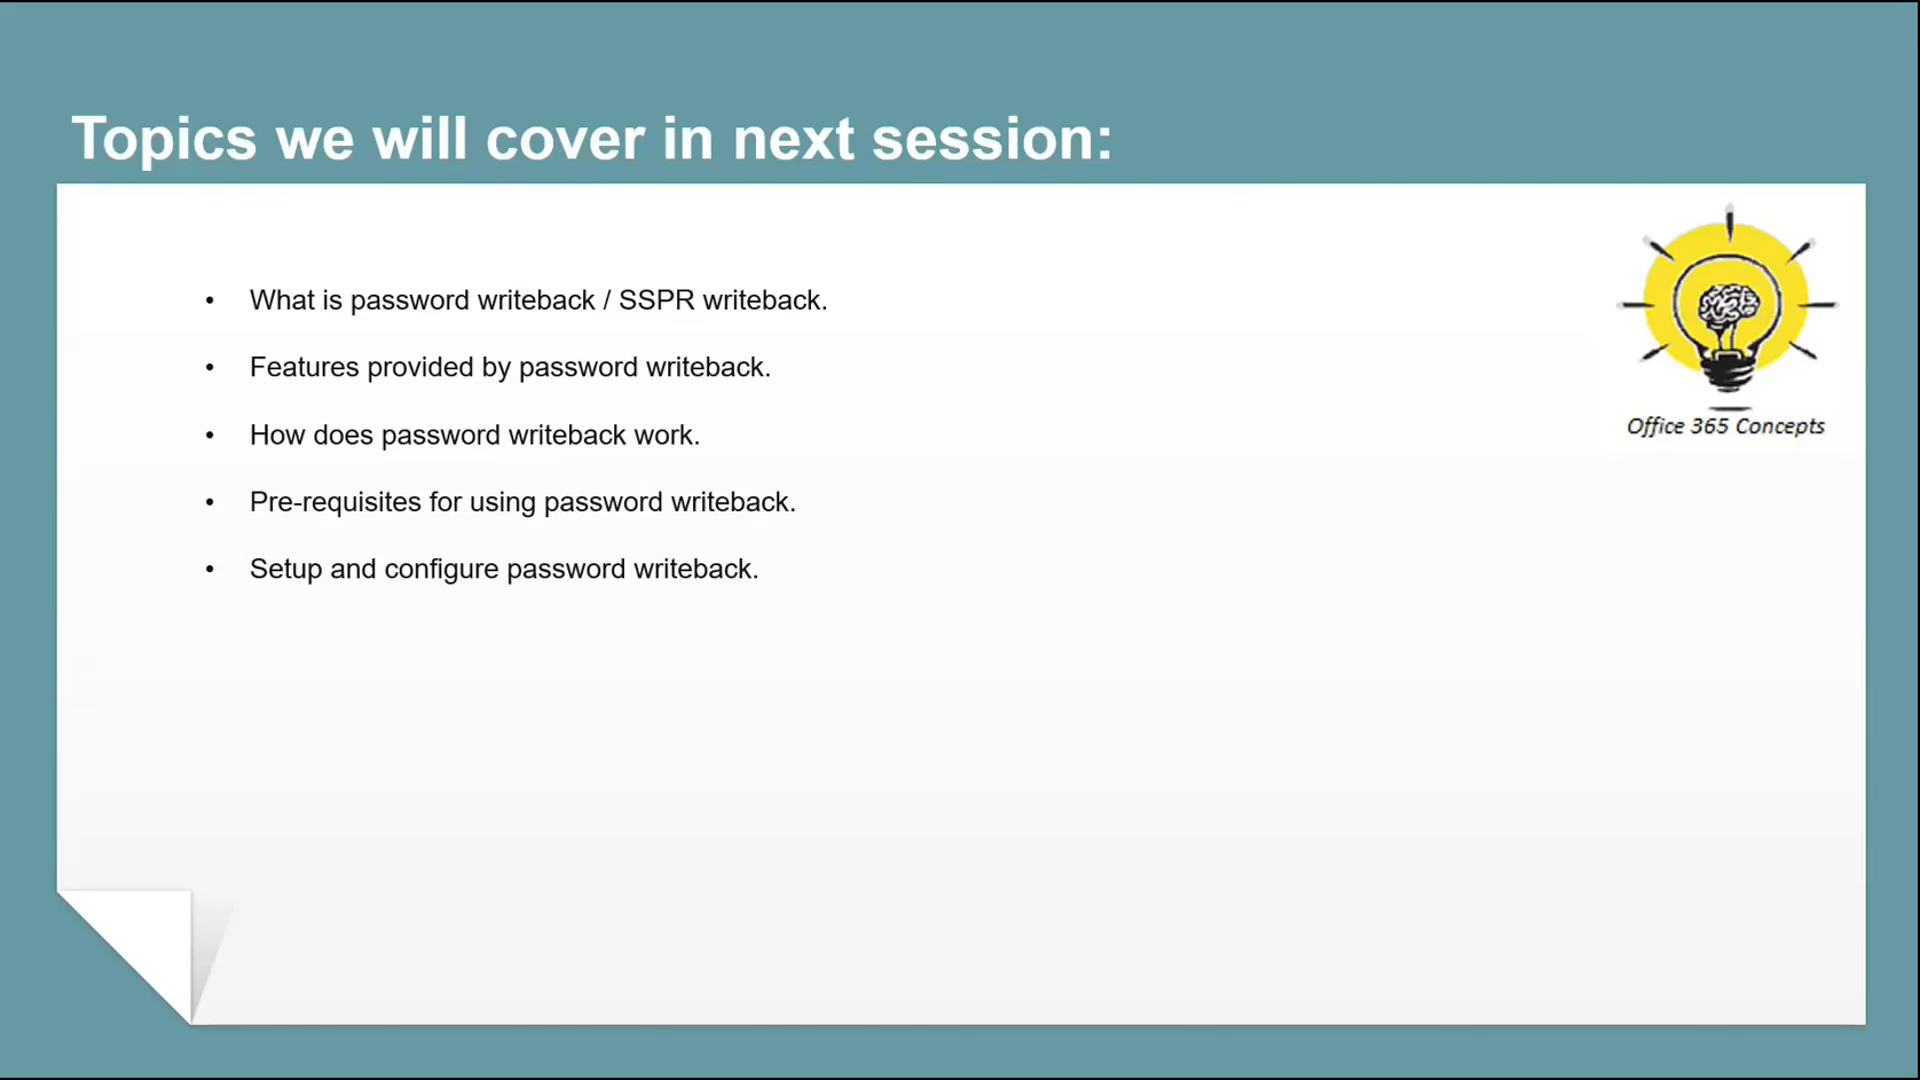 Topics we will cover in next session:
• What is password writeback / SSPR writeback.
• Features provided by password writeback.
• How does password writeback work.
• Pre-requisites for using password writeback.
• Setup and configure password writeback.
Office 365 Concepts